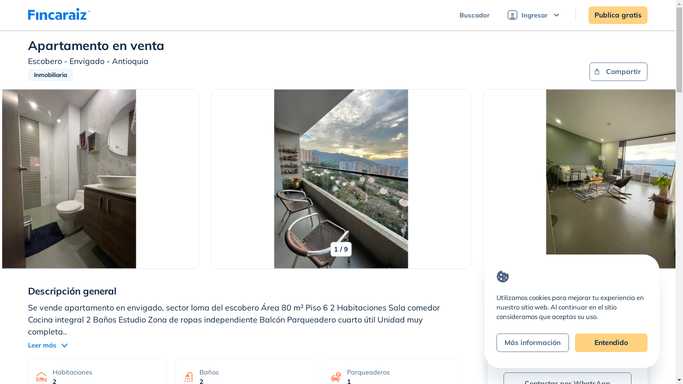 Fincaraiz
Buscador
Ingresar
Publica gratis
Apartamento en venta
Escobero - Envigado - Antioquia
Inmobiliaria
Compartir
1 / 9
Descripción general
Se vende apartamento en envigado, sector loma del escobero Área 80 m² Piso 6 2 Habitaciones Sala comedor
Cocina integral 2 Baños Estudio Zona de ropas independiente Balcón Parqueadero cuarto útil Unidad muy
completa..
Leer más
Habitaciones
2
Baños
2
Parqueaderos
1
Utilizamos cookies para mejorar tu experiencia en
nuestro sitio web. Al continuar en el sitio
consideramos que aceptas su uso.
Más información
Entendido
Contactar por WhatsApp